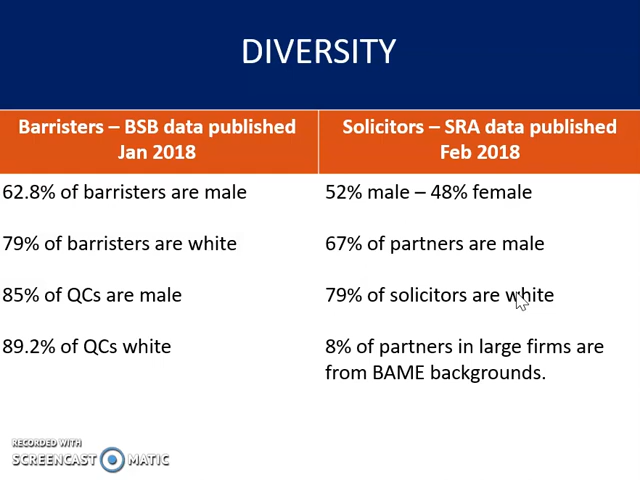 DIVERSITY
Barristers – BSB data published
Jan 2018
Solicitors – SRA data published
Feb 2018
62.8% of barristers are male
52% male – 48% female
79% of barristers are white
67% of partners are male
85% of QCs are male
79% of solicitors are white
89.2% of QCs white
8% of partners in large firms are
from BAME backgrounds.
RECORDED WITH
SCREENCAST MATIC